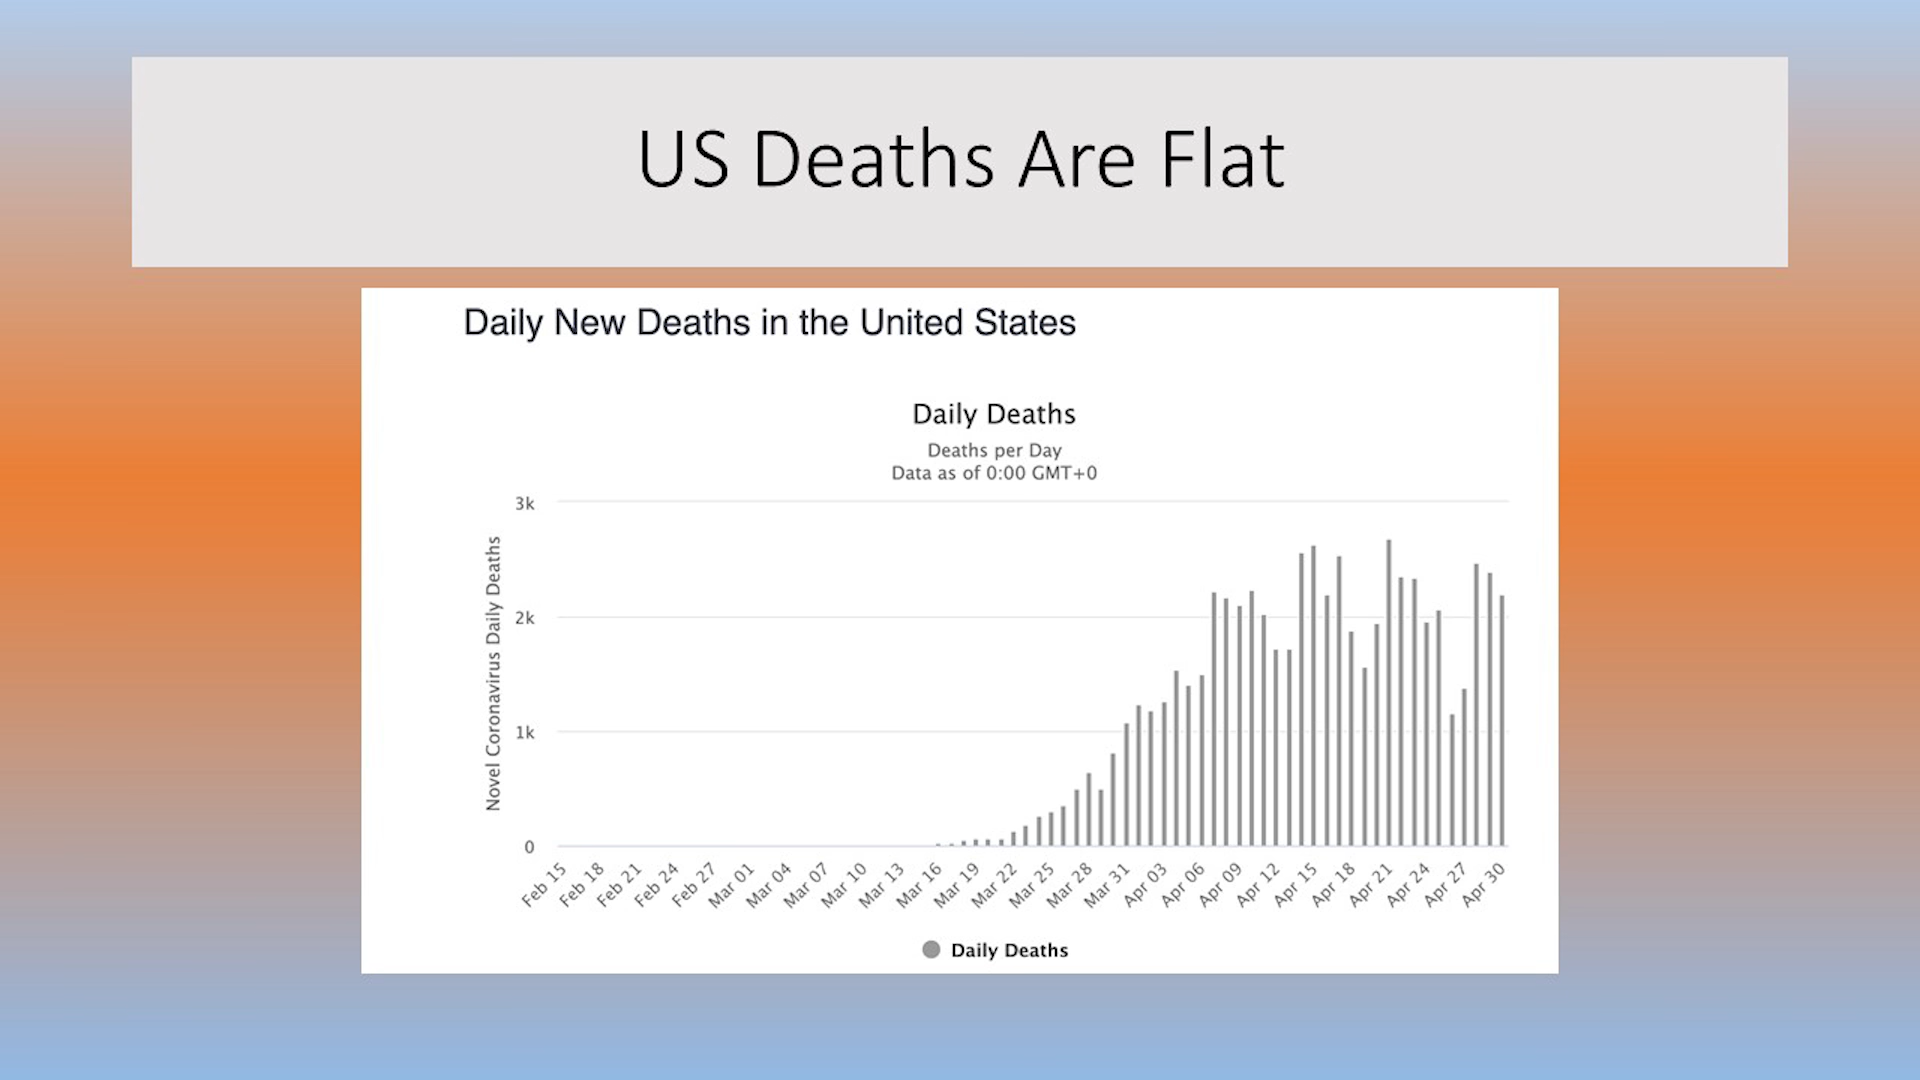 US Deaths Are Flat
Daily New Deaths in the United States
Daily Deaths
Deaths per Day
Data as of 0:00 GMT+0
Novel Coronavirus Daily Deaths
3k
2k
1k
0
Feb 15
Feb 18
Feb 21
Feb 24
Feb 27
Mar 01
Mar 04
Mar 07
Mar 10
Mar 13
Mar 16
Mar 19
Mar 22
Mar 25
Mar 28
Mar 31
Apr 03
Apr 06
Apr 09
Apr 12
Apr 15
Apr 18
Apr 21
Apr 24
Apr 27
Apr 30
Daily Deaths